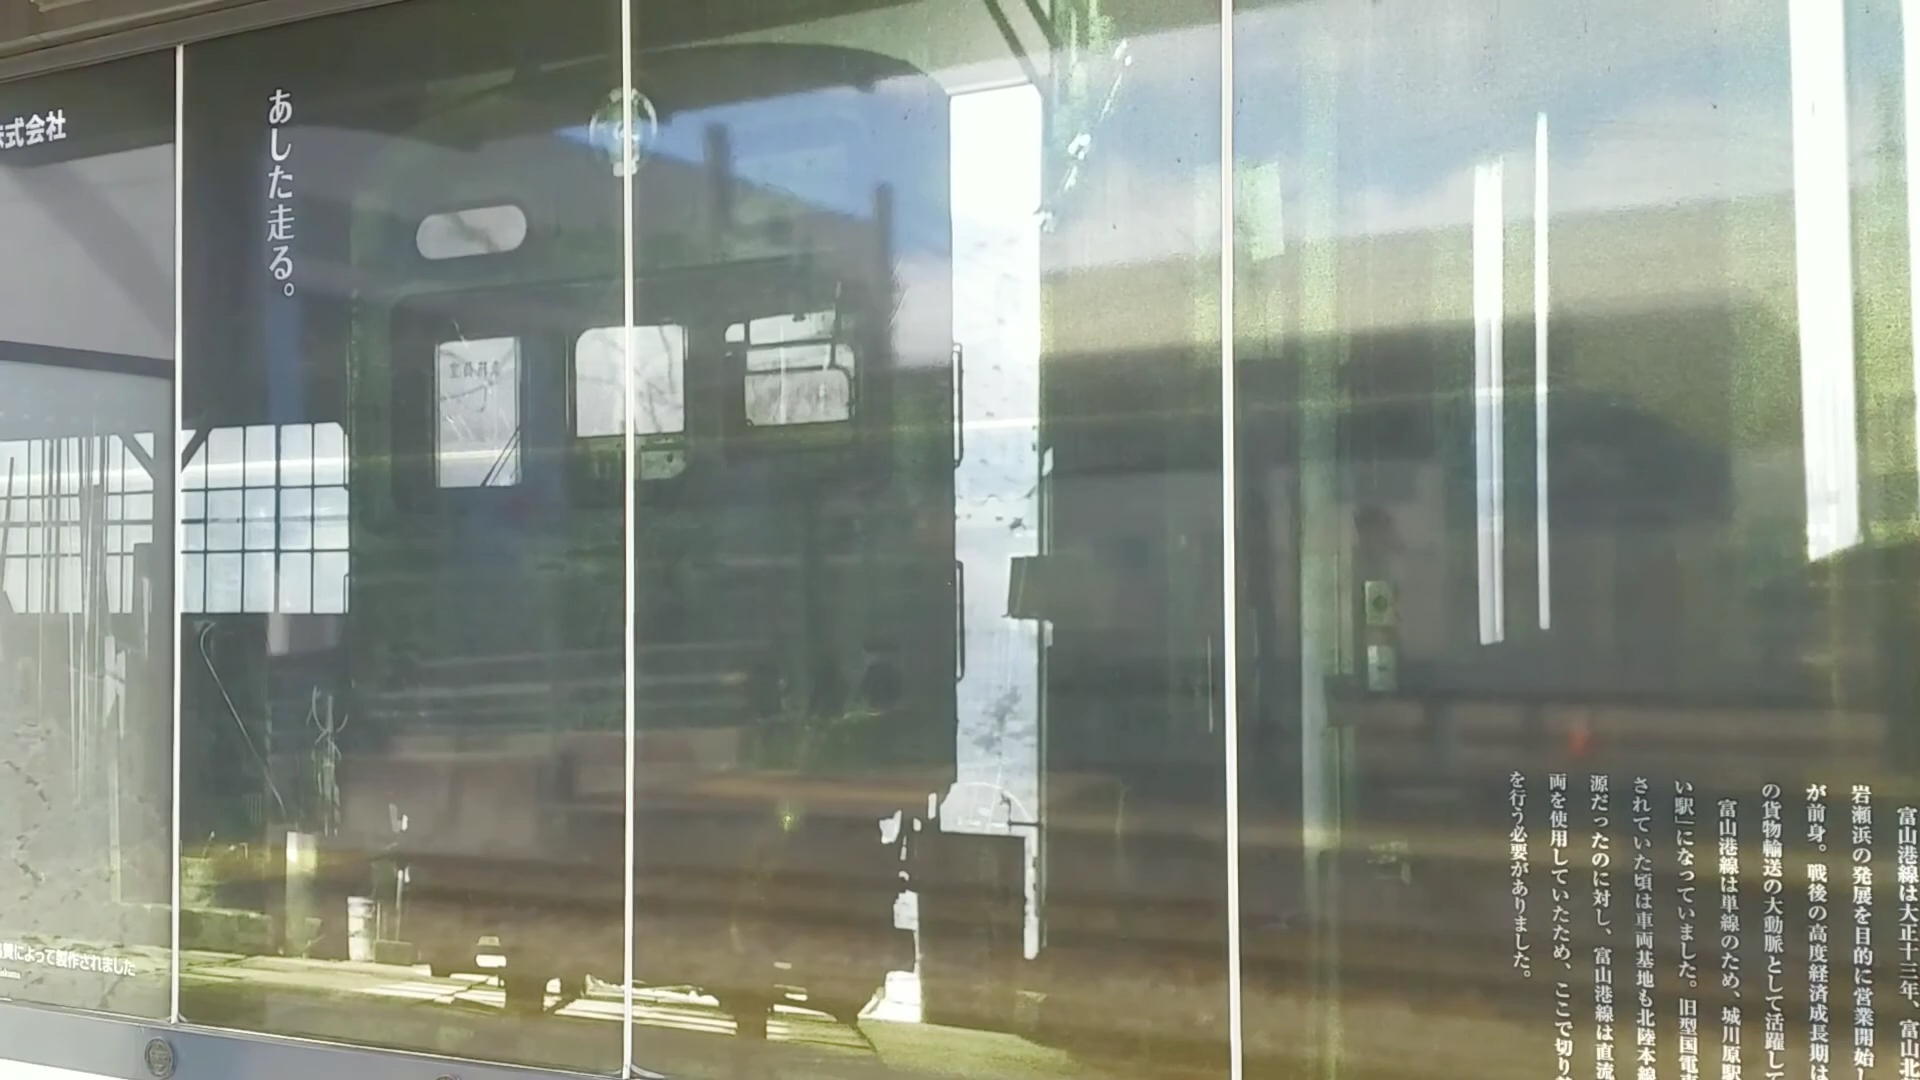 式会社
あした走る。
賛によって製作されました
富山港線は大正十三年、富山北
岩瀬浜の発展を目的に営業開始し
が前身。戦後の高度経済成長期は
の貨物輸送の大動脈として活躍して
富山港線は単線のため、城川原駅
い駅」になっていました。旧型国電
されていた頃は車両基地も北陸本線
源だったのに対し、富山港線は直流
両を使用していたため、ここで切り
を行う必要がありました。